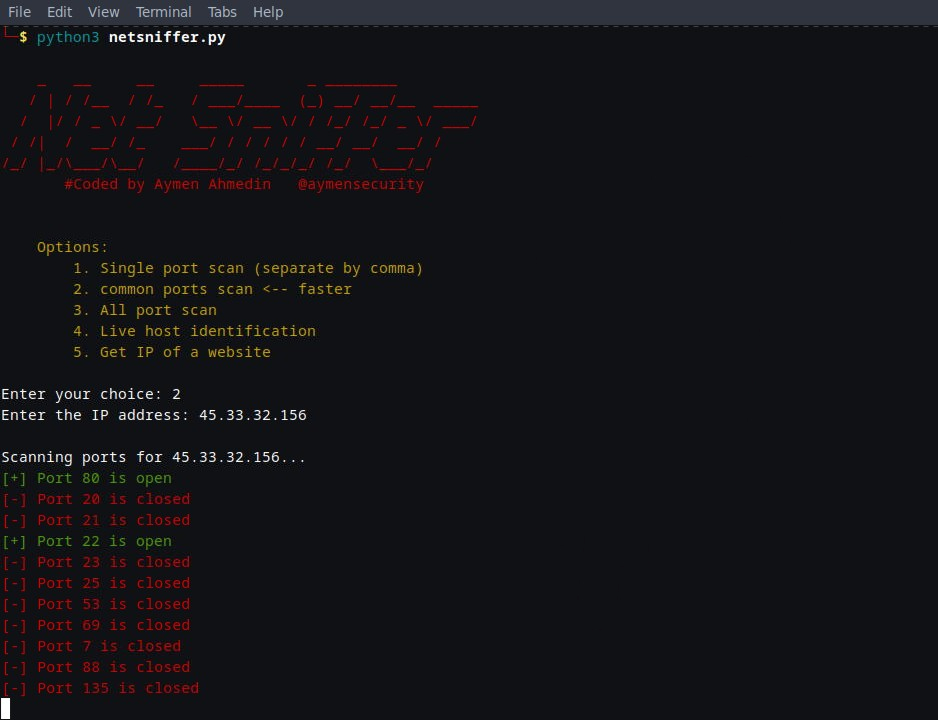 File Edit View Terminal Tabs Help
└─$ python3 netsniffer.py
Net Sniffer
#Coded by Aymen Ahmedin @aymensecurity
Options:
1. Single port scan (separate by comma)
2. common ports scan <-- faster
3. All port scan
4. Live host identification
5. Get IP of a website
Enter your choice: 2
Enter the IP address: 45.33.32.156
Scanning ports for 45.33.32.156...
[+] Port 80 is open
[-] Port 20 is closed
[-] Port 21 is closed
[+] Port 22 is open
[-] Port 23 is closed
[-] Port 25 is closed
[-] Port 53 is closed
[-] Port 69 is closed
[-] Port 7 is closed
[-] Port 88 is closed
[-] Port 135 is closed